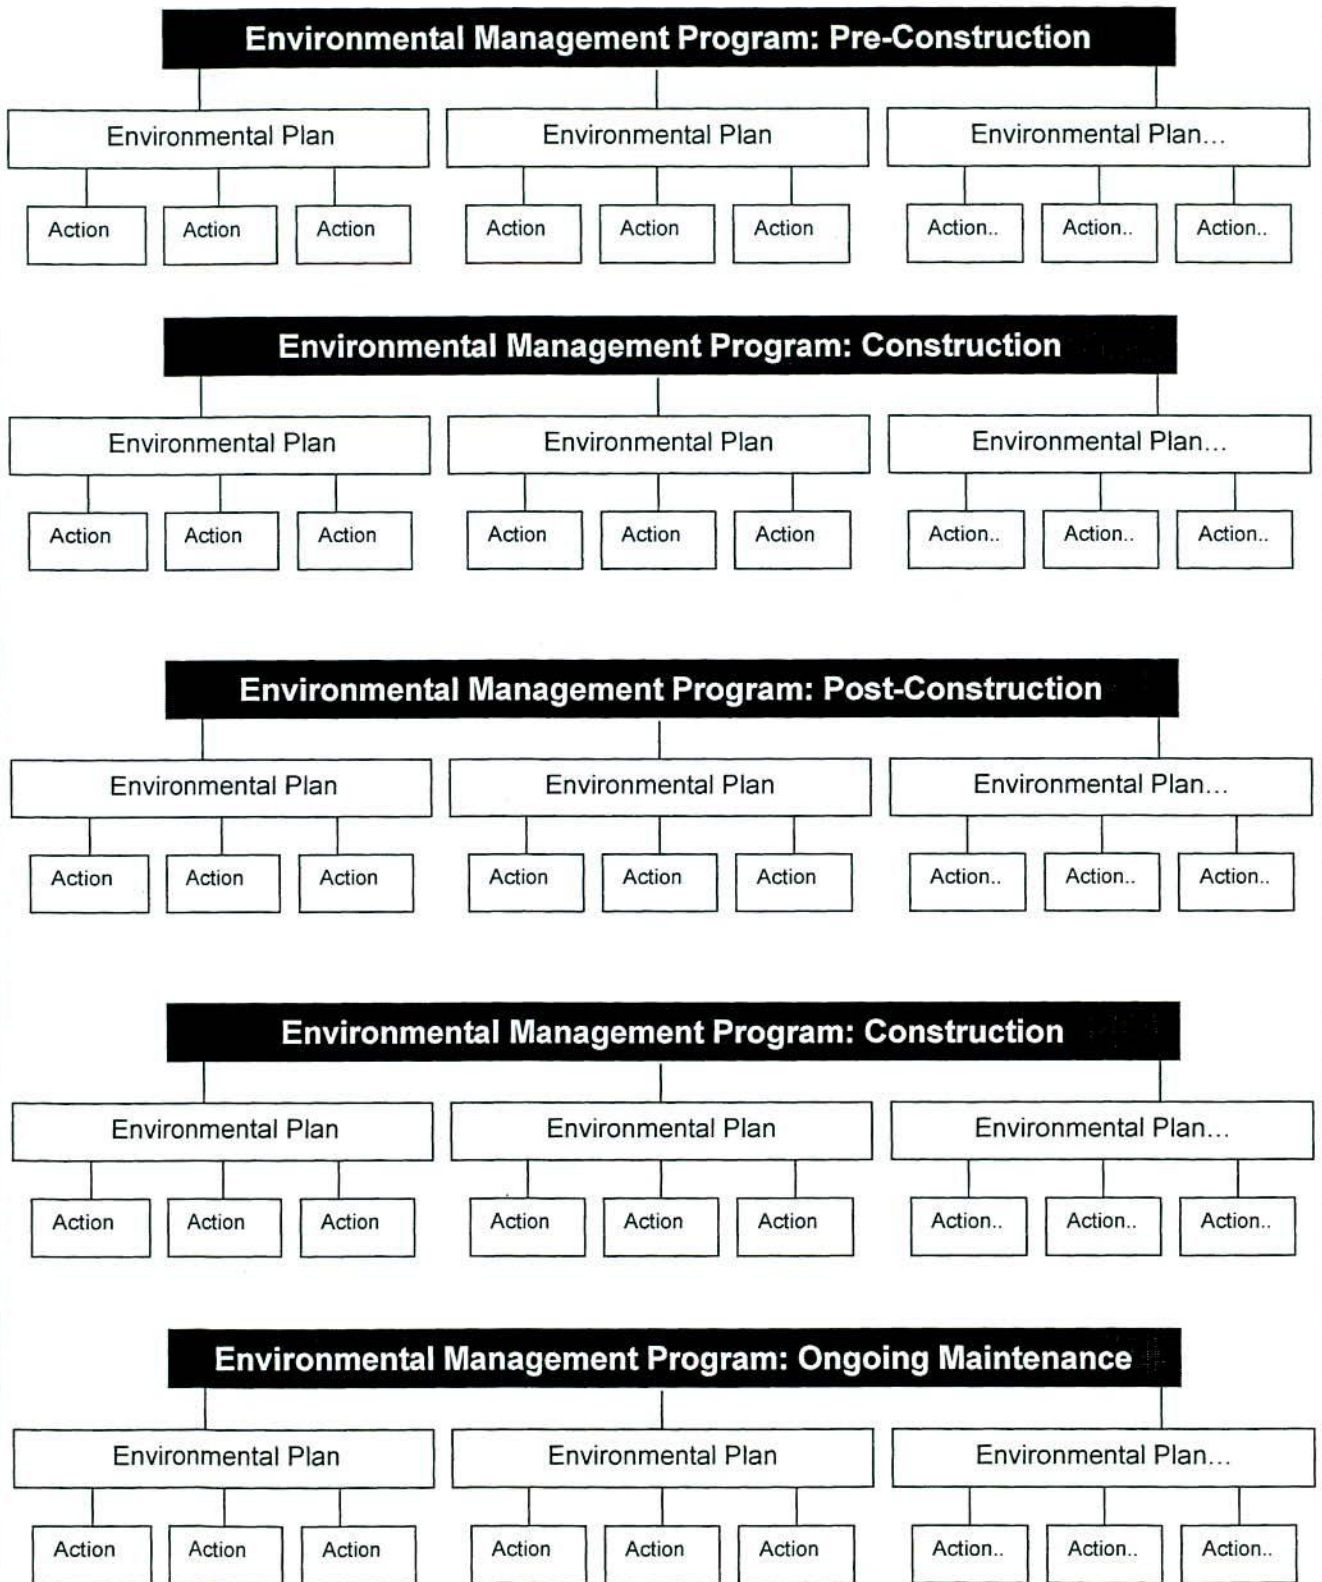 Environmental Management Program: Pre-Construction
Environmental Plan Environmental Plan Environmental Plan...
Action Action Action Action Action Action Action.. Action.. Action..
Environmental Management Program: Construction
Environmental Plan Environmental Plan Environmental Plan...
Action Action Action Action Action Action Action.. Action.. Action..
Environmental Management Program: Post-Construction
Environmental Plan Environmental Plan Environmental Plan...
Action Action Action Action Action Action Action.. Action.. Action..
Environmental Management Program: Construction
Environmental Plan Environmental Plan Environmental Plan...
Action Action Action Action Action Action Action.. Action.. Action..
Environmental Management Program: Ongoing Maintenance
Environmental Plan Environmental Plan Environmental Plan...
Action Action Action Action Action Action Action.. Action.. Action..